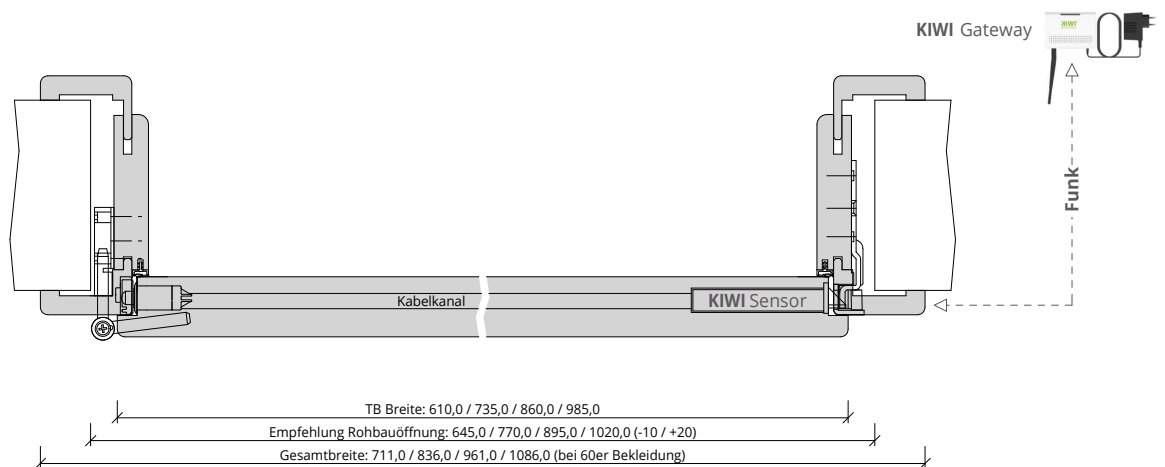 KIWI Gateway
KIWI
Funk
Kabelkanal
KIWI Sensor
TB Breite: 610,0 / 735,0 / 860,0 / 985,0
Empfehlung Rohbauöffnung: 645,0 / 770,0 / 895,0 / 1020,0 (-10 / +20)
Gesamtbreite: 711,0 / 836,0 / 961,0 / 1086,0 (bei 60er Bekleidung)